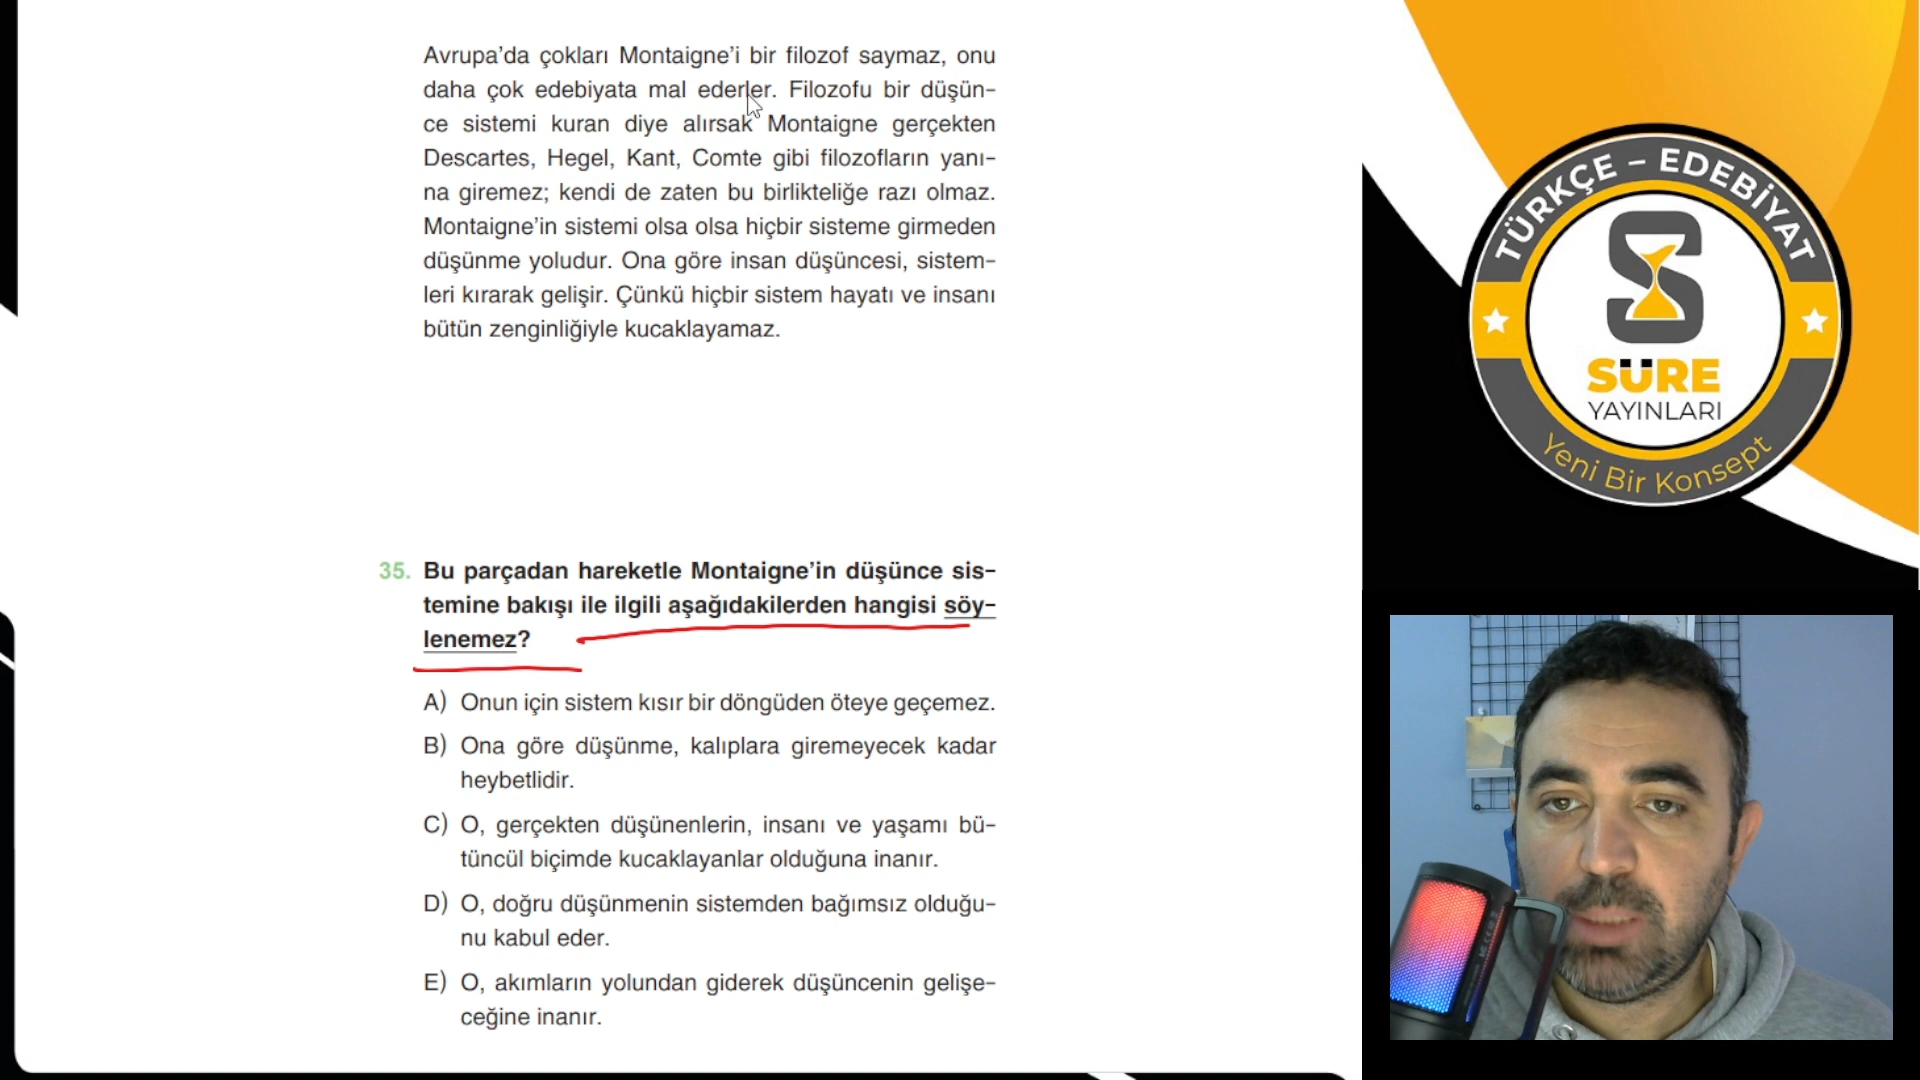 Avrupa’da çokları Montaigne’i bir filozof saymaz, onu
daha çok edebiyata mal ederler. Filozofu bir düşün–
ce sistemi kuran diye alırsak Montaigne gerçekten
Descartes, Hegel, Kant, Comte gibi filozofların yanı–
na giremez; kendi de zaten bu birlikteliğe razı olmaz.
Montaigne’in sistemi olsa olsa hiçbir sisteme girmeden
düşünme yoludur. Ona göre insan düşüncesi, sistem–
leri kırarak gelişir. Çünkü hiçbir sistem hayatı ve insanı
bütün zenginliğiyle kucaklayamaz.
35. Bu parçadan hareketle Montaigne’in düşünce sis–
temine bakışı ile ilgili aşağıdakilerden hangisi söy–
lenemez?
A) Onun için sistem kısır bir döngüden öteye geçemez.
B) Ona göre düşünme, kalıplara giremeyecek kadar
heybetlidir.
C) O, gerçekten düşünenlerin, insanı ve yaşamı bü–
tüncül biçimde kucaklayanlar olduğuna inanır.
D) O, doğru düşünmenin sistemden bağımsız olduğu–
nu kabul eder.
E) O, akımların yolundan giderek düşüncenin gelişe–
ceğine inanır.
TÜRKÇE – EDEBİYAT
SÜRE
YAYINLARI
Yeni Bir Konsept